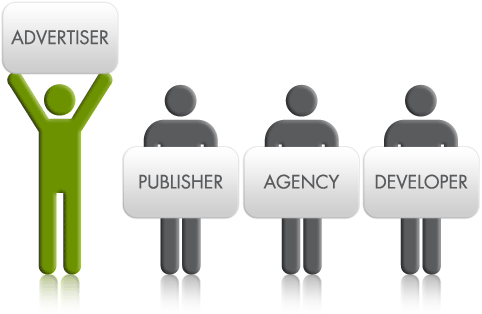 ADVERTISER
PUBLISHER
AGENCY
DEVELOPER